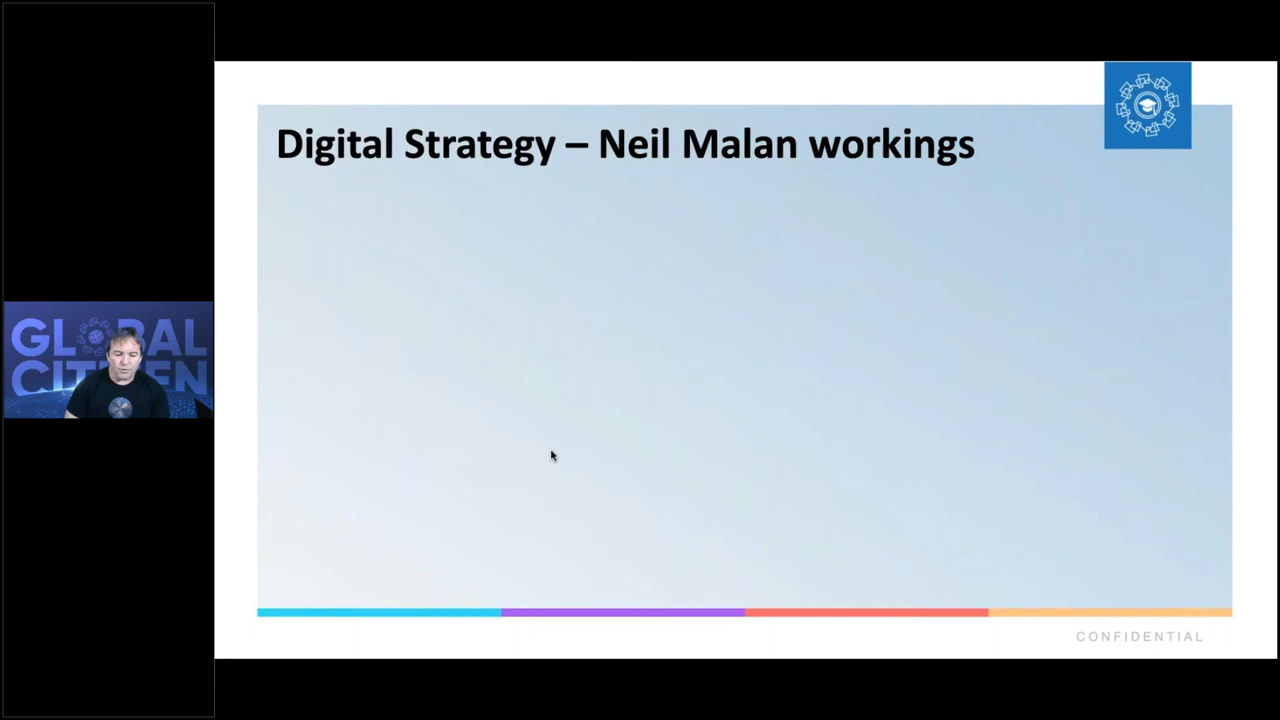 Digital Strategy – Neil Malan workings
GLOBAL
CITIZEN
CONFIDENTIAL